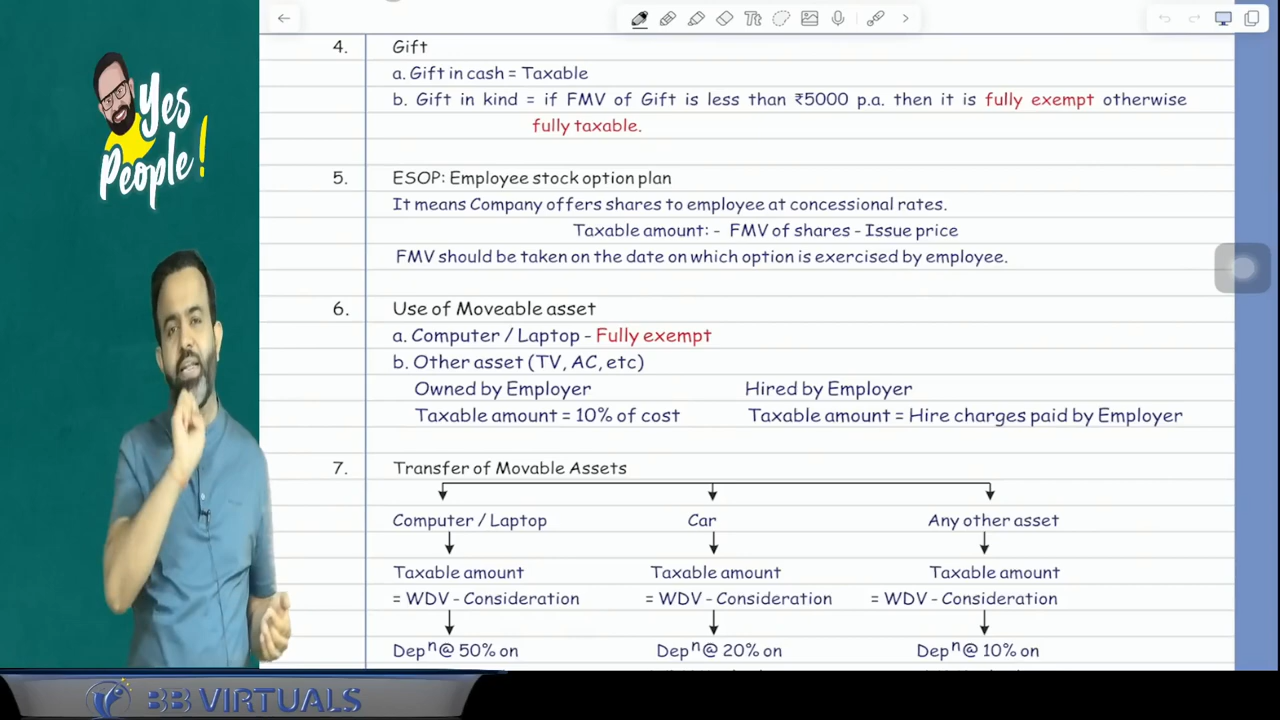 Yes
People!
4. Gift
a. Gift in cash = Taxable
b. Gift in kind = if FMV of Gift is less than ₹5000 p.a. then it is fully exempt otherwise
fully taxable.
5. ESOP: Employee stock option plan
It means Company offers shares to employee at concessional rates.
Taxable amount: - FMV of shares - Issue price
FMV should be taken on the date on which option is exercised by employee.
6. Use of Moveable asset
a. Computer / Laptop - Fully exempt
b. Other asset (TV, AC, etc)
Owned by Employer Hired by Employer
Taxable amount = 10% of cost Taxable amount = Hire charges paid by Employer
7. Transfer of Movable Assets
Computer / Laptop Car Any other asset
Taxable amount Taxable amount Taxable amount
= WDV - Consideration = WDV - Consideration = WDV - Consideration
Depⁿ @ 50% on Depⁿ @ 20% on Depⁿ @ 10% on
BB VIRTUALS